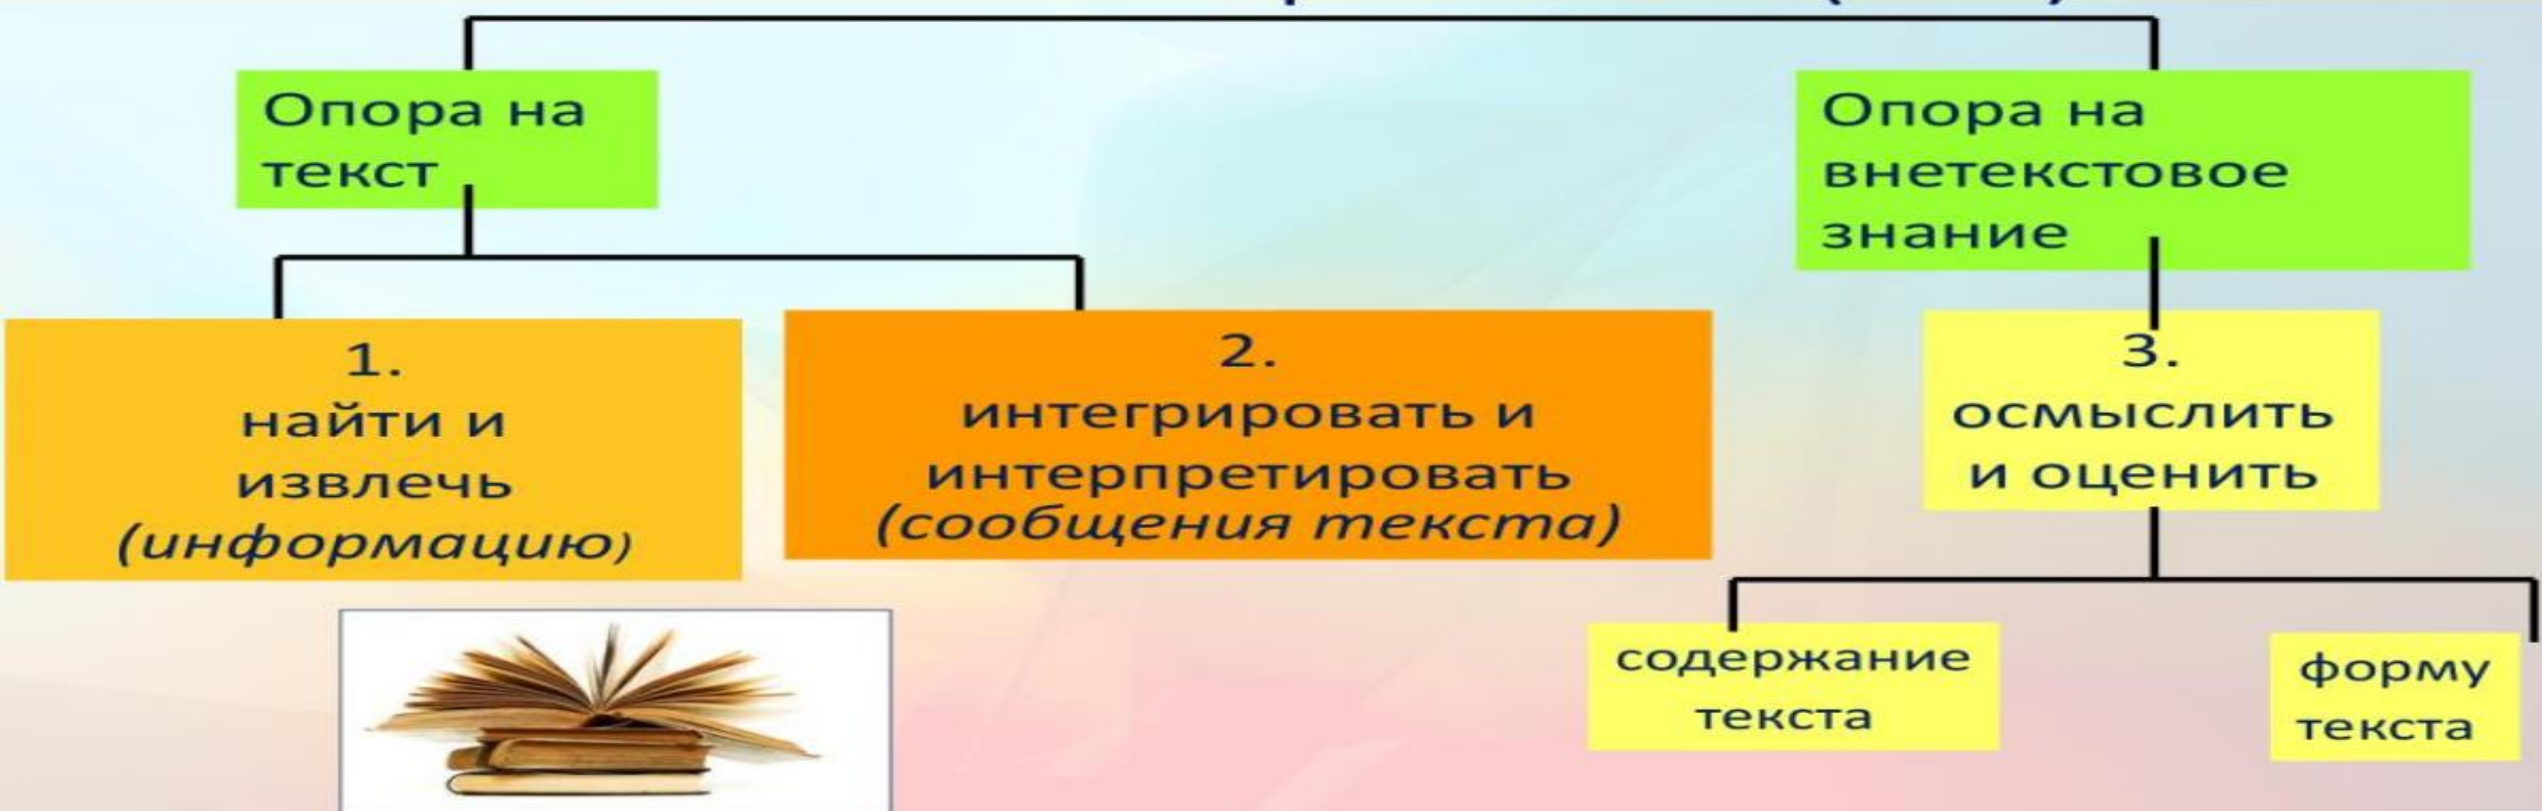 Опора на
текст
Опора на
внетекстовое
знание
1.
найти и
извлечь
(информацию)
2.
интегрировать и
интерпретировать
(сообщения текста)
3.
осмыслить
и оценить
содержание
текста
форму
текста